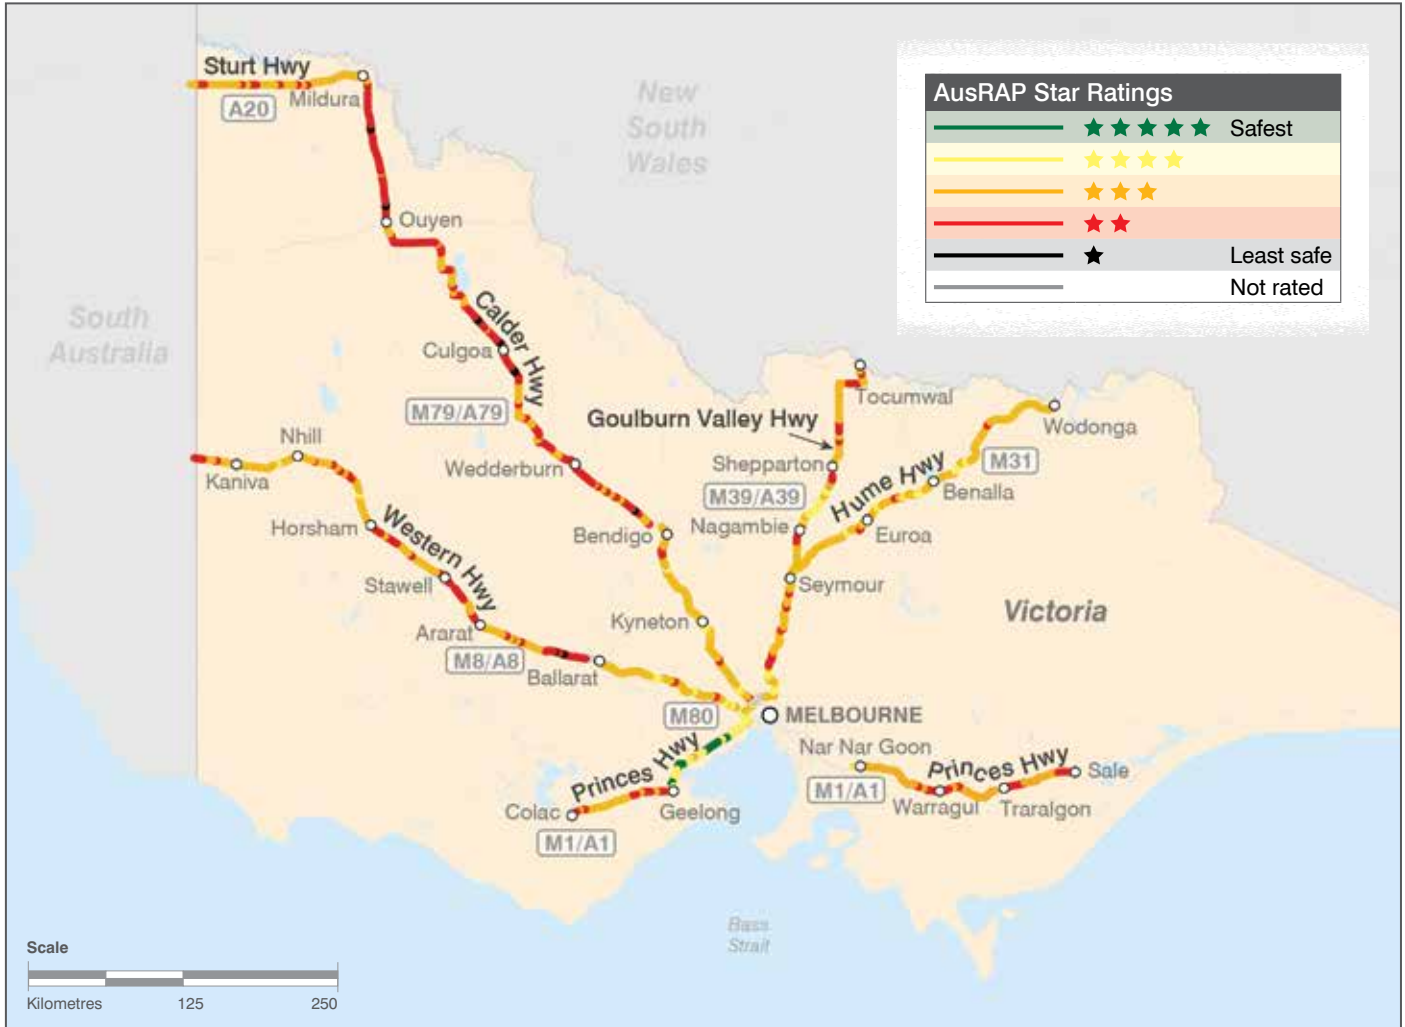 Sturt Hwy
A20
Mildura
New
South
Wales
AusRAP Star Ratings
Safest
Least safe
Not rated
Ouyen
South
Australia
Calder Hwy
Culgoa
M79/A79
Tocumwal
Goulburn Valley Hwy
Wodonga
Nhill
Kaniva
Wedderburn
Shepparton
M31
M39/A39
Hume Hwy
Benalla
Horsham
Western Hwy
Bendigo
Nagambie
Euroa
Stawell
Seymour
Kyneton
Victoria
Ararat
M8/A8
Ballarat
M80
MELBOURNE
Princes Hwy
Nar Nar Goon
Princes Hwy
Sale
M1/A1
Warragul
Traralgon
Colac
Geelong
M1/A1
Bass
Strait
Scale
Kilometres 125 250